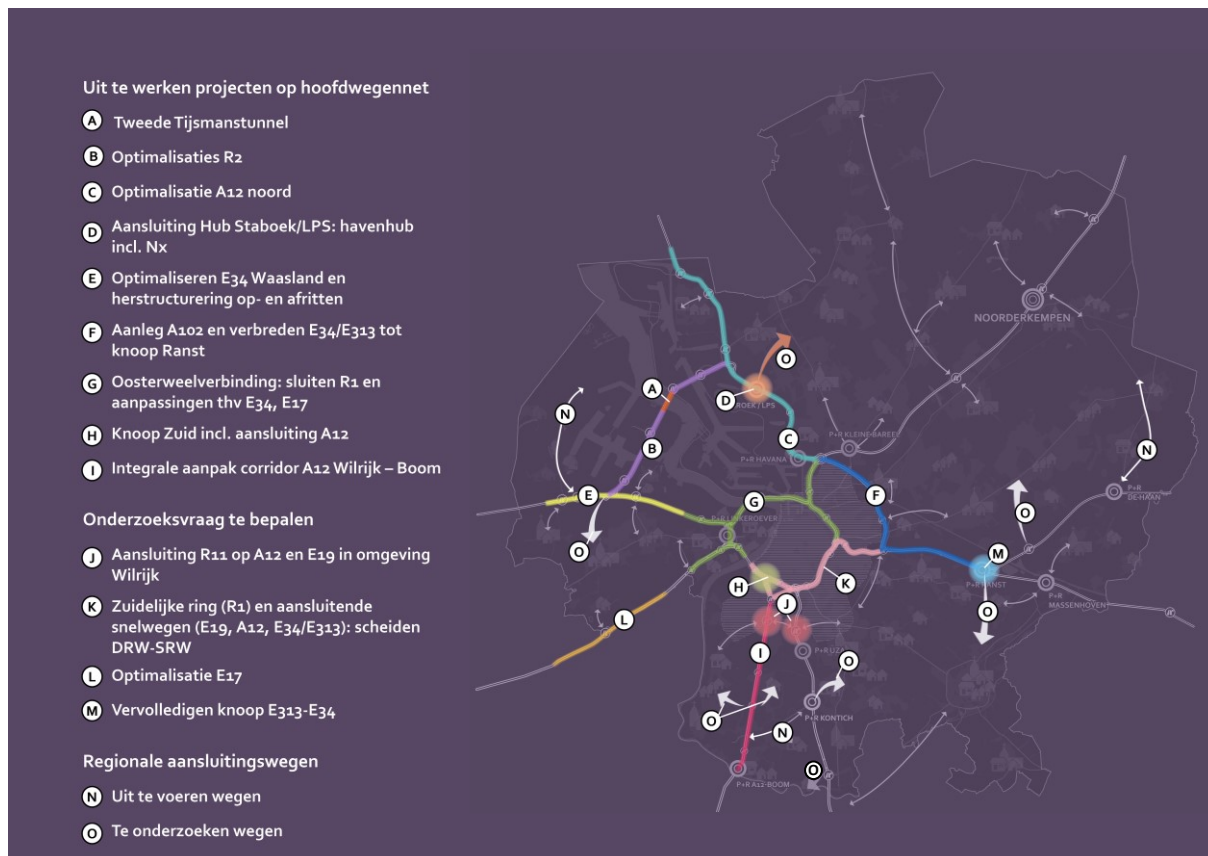 Uit te werken projecten op hoofdwegennet
A Tweede Tijsmanstunnel
B Optimalisaties R2
C Optimalisatie A12 noord
D Aansluiting Hub Staboek/LPS: havenhub
incl. Nx
E Optimaliseren E34 Waasland en
herstructurering op- en afritten
F Aanleg A102 en verbreden E34/E313 tot
knoop Ranst
G Oosterweelverbinding: sluiten R1 en
aanpassingen thv E34, E17
H Knoop Zuid incl. aansluiting A12
I Integrale aanpak corridor A12 Wilrijk – Boom
Onderzoeksvraag te bepalen
J Aansluiting R11 op A12 en E19 in omgeving
Wilrijk
K Zuidelijke ring (R1) en aansluitende
snelwegen (E19, A12, E34/E313): scheiden
DRW-SRW
L Optimalisatie E17
M Vervolledigen knoop E313-E34
Regionale aansluitingswegen
N Uit te voeren wegen
O Te onderzoeken wegen
NOORDERKEMPEN
O
A
D
N
B
C
P+R KLEINE-BAREEL
P+R HAVANA
N
E
G
F
P+R
DE-HAAN
O
O
P+R LINKEROEVER
M
H
K
P+R RANST
P+R
MASSENHOVEN
J
O
L
I
P+R UZA
O
O
N
P+R KONTICH
O
P+R A12-BOOM